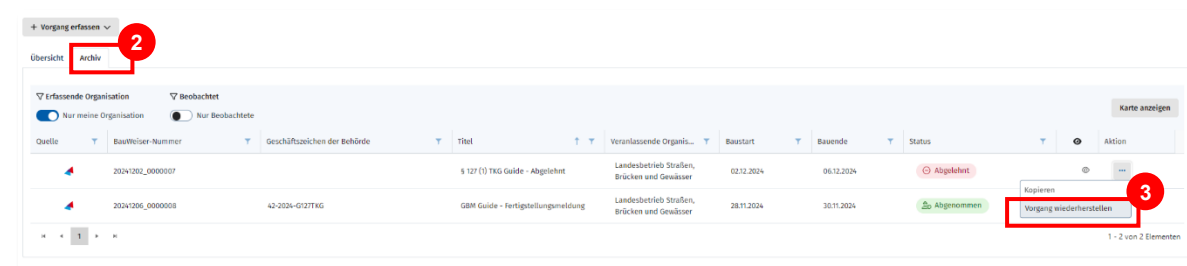 + Vorgang erfassen
2
Übersicht Archiv
Erfassende Organisation Beobachtet
Nur meine Organisation Nur Beobachtete
Karte anzeigen
Quelle BauWeiser-Nummer Geschäftszeichen der Behörde Titel Veranlassende Organis... Baustart Bauende Status Aktion
20241202_0000007 § 127 (1) TKG Guide - Abgelehnt Landesbetrieb Straßen, Brücken und Gewässer 02.12.2024 06.12.2024 Abgelehnt ...
Kopieren
3
Vorgang wiederherstellen
20241206_0000008 42-2024-G127TKG GBM Guide - Fertigstellungsmeldung Landesbetrieb Straßen, Brücken und Gewässer 28.11.2024 30.11.2024 Abgenommen
1
1 - 2 von 2 Elementen